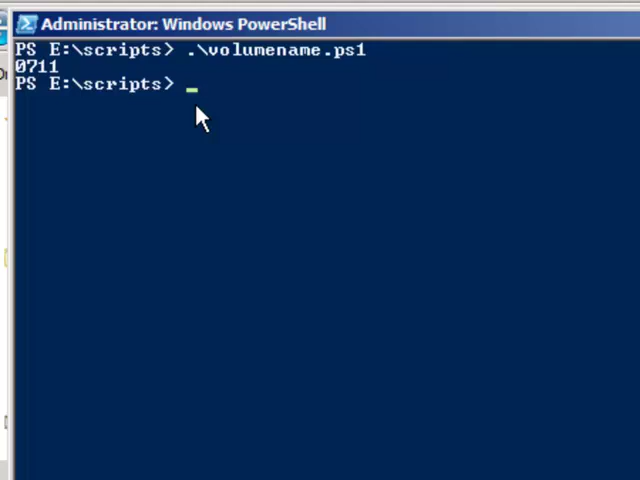 Administrator: Windows PowerShell
PS E:\scripts> .\volumename.ps1
0711
PS E:\scripts>